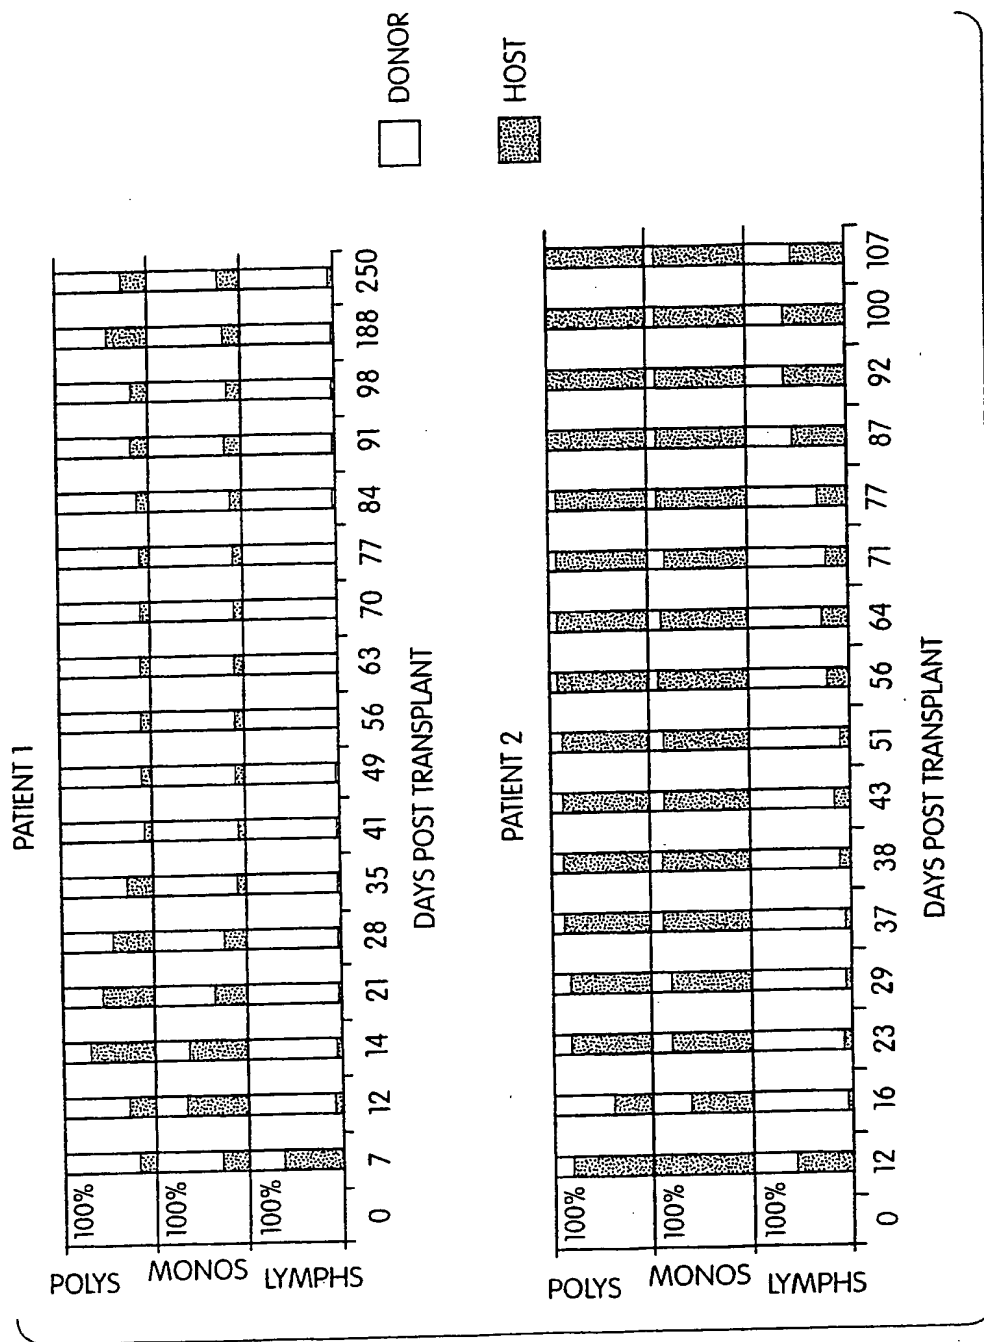 PATIENT 1
POLYS
100%
MONOS
100%
LYMPHS
100%
0 7 12 14 21 28 35 41 49 56 63 70 77 84 91 98 188 250
DAYS POST TRANSPLANT
PATIENT 2
POLYS
100%
MONOS
100%
LYMPHS
100%
0 12 16 23 29 37 38 43 51 56 64 71 77 87 92 100 107
DAYS POST TRANSPLANT
DONOR
HOST